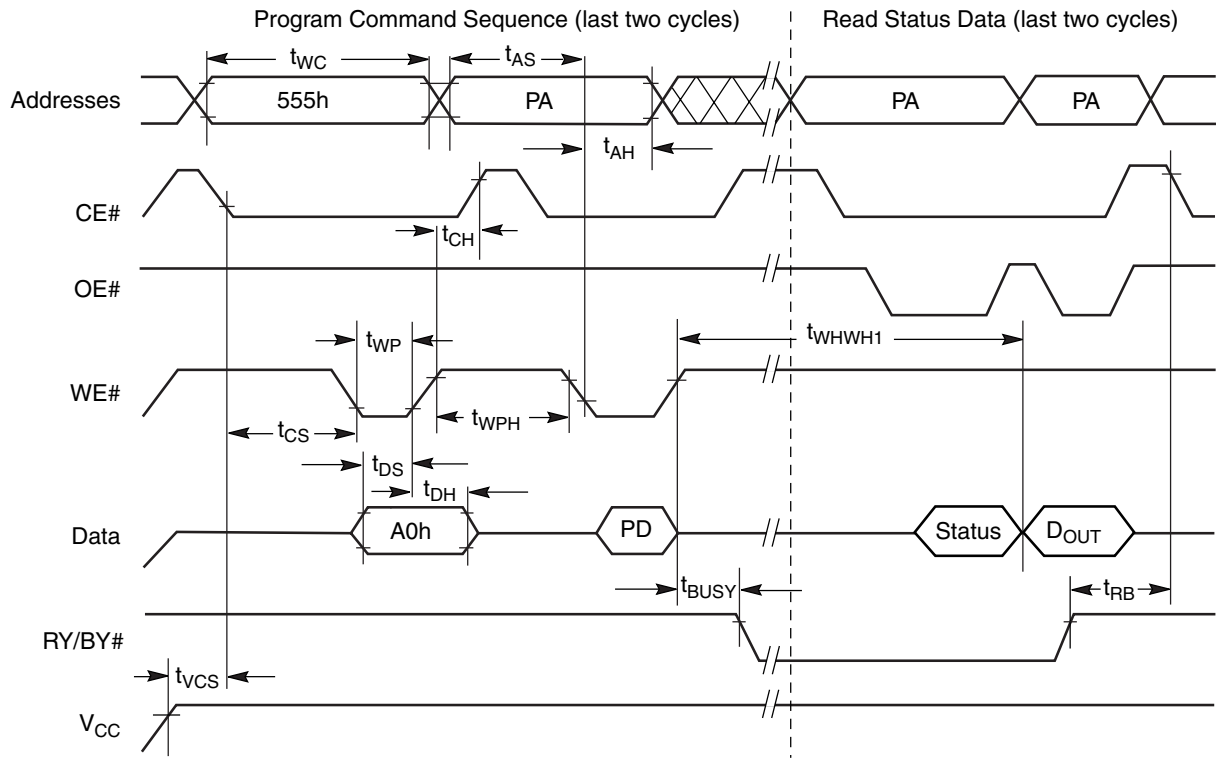 Program Command Sequence (last two cycles)
Read Status Data (last two cycles)
tWC
tAS
Addresses
555h
PA
PA
PA
tAH
CE#
tCH
OE#
tWP
tWHWH1
WE#
tWPH
tCS
tDS
tDH
Data
A0h
PD
Status
DOUT
tBUSY
tRB
RY/BY#
tVCS
VCC